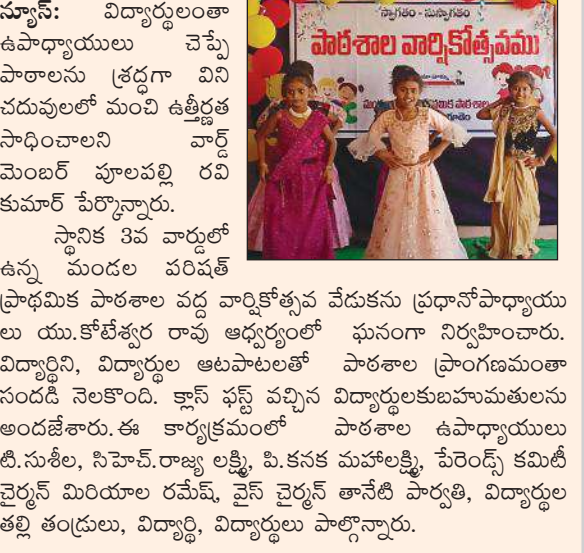 న్యూస్: విద్యార్థులంతా
ఉపాధ్యాయులు చెప్పే
పాఠాలను శ్రద్ధగా విని
చదువులలో మంచి ఉత్తీర్ణత
సాధించాలని వార్డ్
మెంబర్ పూలపల్లి రవి
కుమార్ పేర్కొన్నారు.
స్థానిక 3వ వార్డులో
ఉన్న మండల పరిషత్
ప్రాథమిక పాఠశాల వద్ద వార్షికోత్సవ వేడుకను ప్రధానోపాధ్యాయు
లు యు.కోటేశ్వర రావు ఆధ్వర్యంలో ఘనంగా నిర్వహించారు.
విద్యార్థిని, విద్యార్థుల ఆటపాటలతో పాఠశాల ప్రాంగణమంతా
సందడి నెలకొంది. క్లాస్ ఫస్ట్ వచ్చిన విద్యార్థులకుబహుమతులను
అందజేశారు.ఈ కార్యక్రమంలో పాఠశాల ఉపాధ్యాయులు
టి.సుశీల, సిహెచ్.రాజ్య లక్ష్మి, పి.కనక మహాలక్ష్మి, పేరెండ్స్ కమిటీ
చైర్మన్ మిరియాల రమేష్, వైస్ చైర్మన్ తానేటి పార్వతి, విద్యార్థుల
తల్లి తండ్రులు, విద్యార్థి, విద్యార్థులు పాల్గొన్నారు.
స్వాగతం - సుస్వాగతం
పాఠశాల వార్షికోత్సవము
పాఠశాల